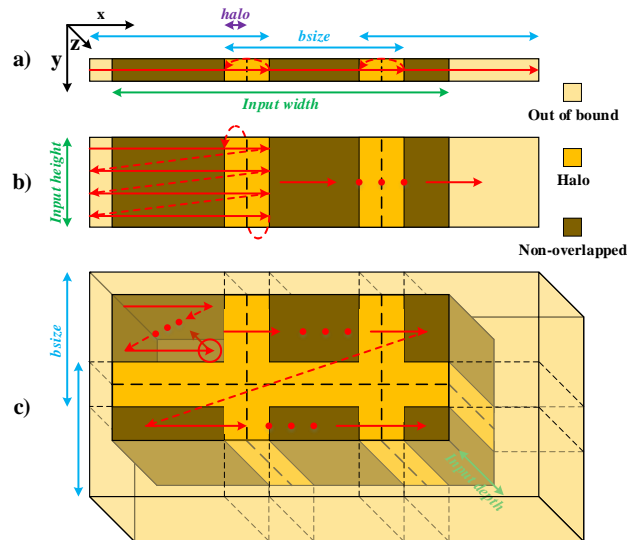 halo
x
bsize
z
y
a)
Input width
Out of bound
b)
Input height
Halo
Non-overlapped
bsize
c)
Input depth